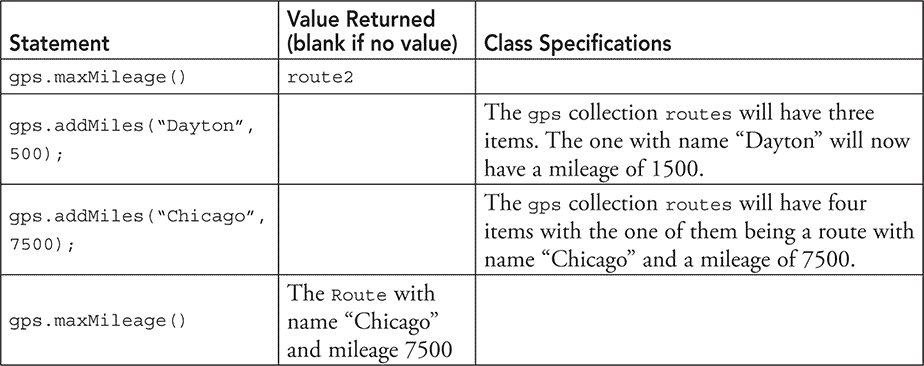 Statement
Value Returned
(blank if no value)
Class Specifications
gps.maxMileage()
route2
gps.addMiles(“Dayton”,
500);
The gps collection routes will have three
items. The one with name “Dayton” will now
have a mileage of 1500.
gps.addMiles(“Chicago”,
7500);
The gps collection routes will have four
items with the one of them being a route with
name “Chicago” and a mileage of 7500.
gps.maxMileage()
The Route with
name “Chicago”
and mileage 7500